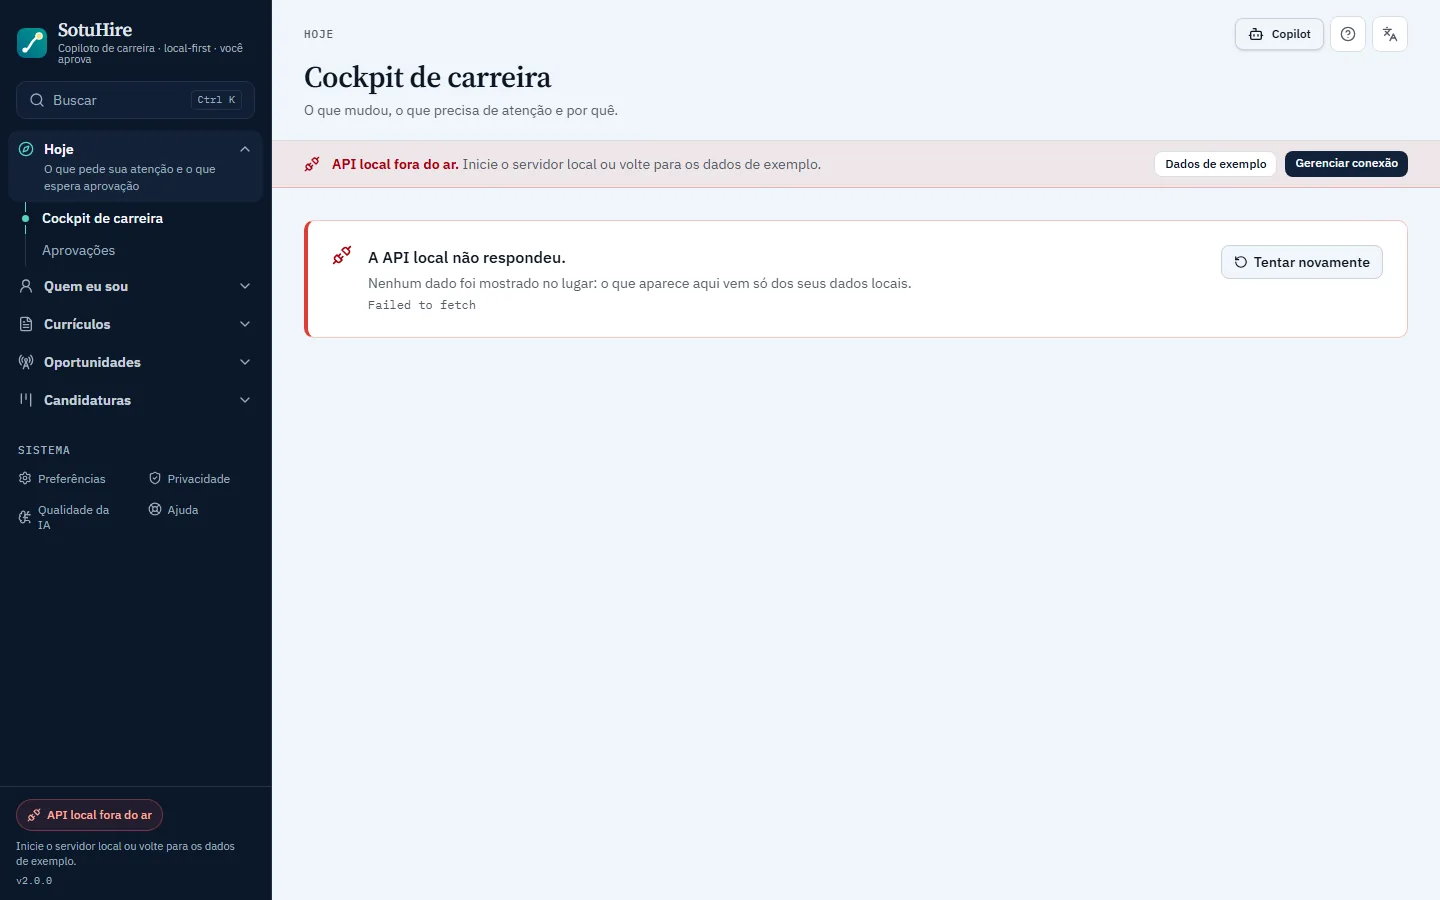 SotuHire
Copiloto de carreira · local-first · você
aprova
Buscar
Ctrl K
Hoje
O que pede sua atenção e o que
espera aprovação
Cockpit de carreira
Aprovações
Quem eu sou
Currículos
Oportunidades
Candidaturas
SISTEMA
Preferências
Privacidade
Qualidade da
IA
Ajuda
API local fora do ar
Inicie o servidor local ou volte para os dados
de exemplo.
v2.0.0
HOJE
Copilot
Cockpit de carreira
O que mudou, o que precisa de atenção e por quê.
API local fora do ar. Inicie o servidor local ou volte para os dados de exemplo.
Dados de exemplo
Gerenciar conexão
A API local não respondeu.
Nenhum dado foi mostrado no lugar: o que aparece aqui vem só dos seus dados locais.
Failed to fetch
Tentar novamente